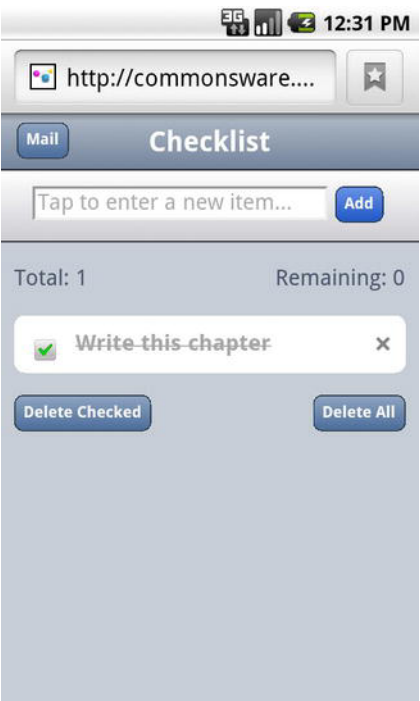 3G 12:31 PM
http://commonsware....
Mail Checklist
Tap to enter a new item... Add
Total: 1 Remaining: 0
Write this chapter ×
Delete Checked Delete All